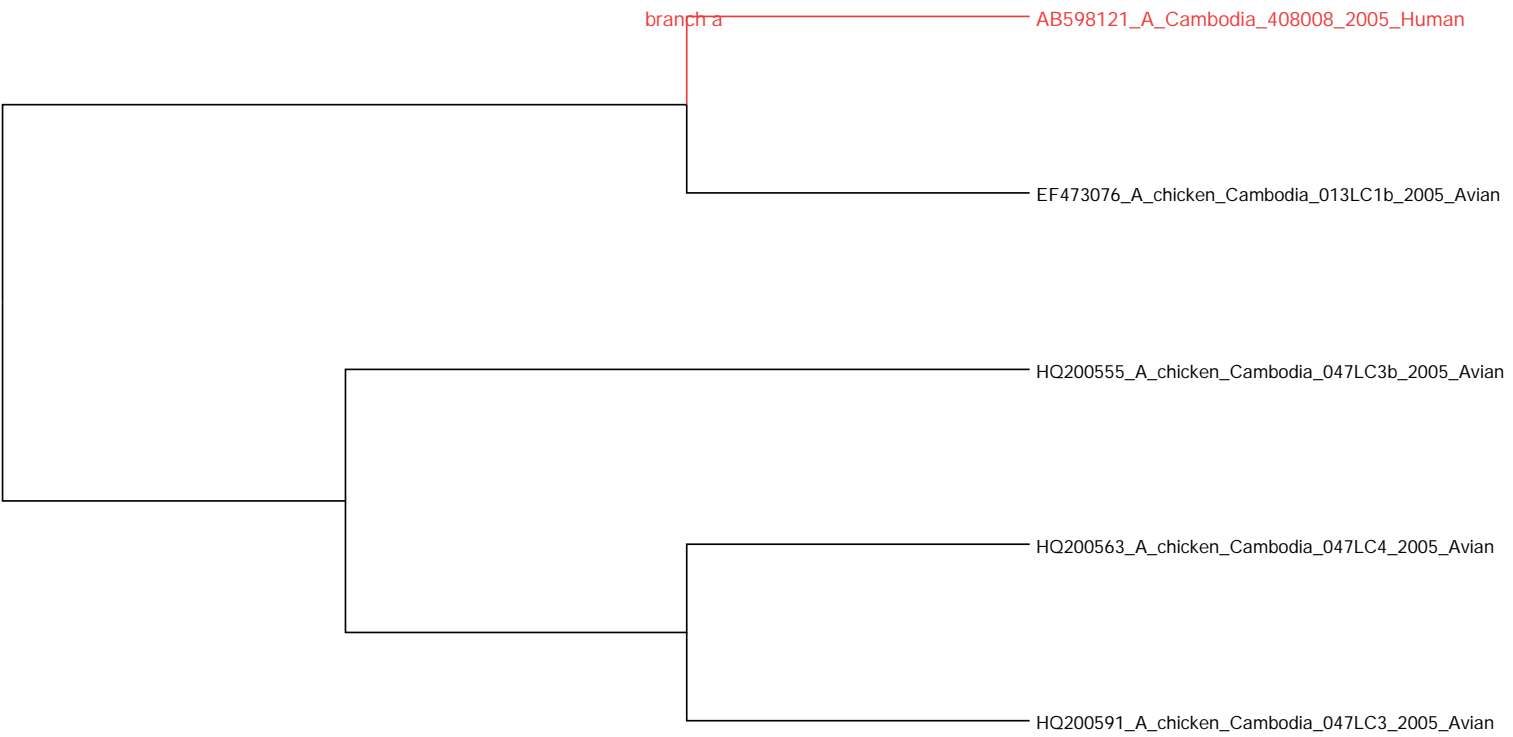 branch a
AB598121_A_Cambodia_408008_2005_Human
EF473076_A_chicken_Cambodia_013LC1b_2005_Avian
HQ200555_A_chicken_Cambodia_047LC3b_2005_Avian
HQ200563_A_chicken_Cambodia_047LC4_2005_Avian
HQ200591_A_chicken_Cambodia_047LC3_2005_Avian